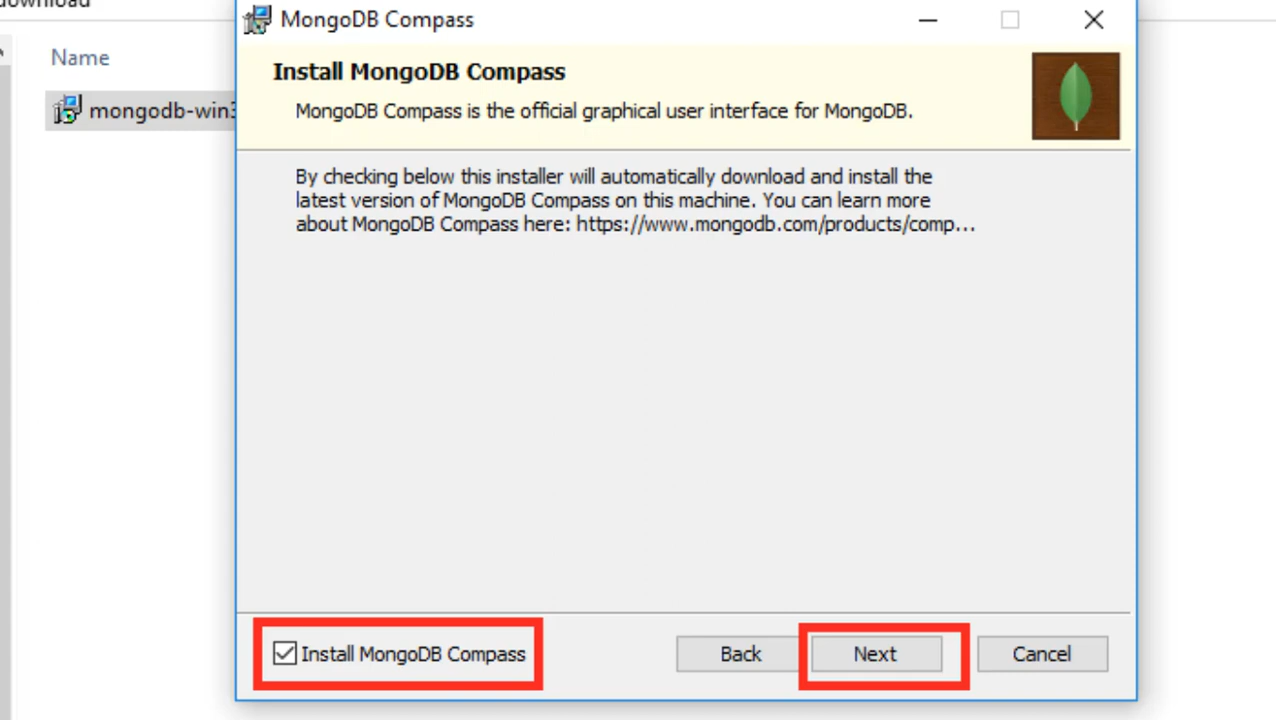 download
Name
mongodb-win3
MongoDB Compass
Install MongoDB Compass
MongoDB Compass is the official graphical user interface for MongoDB.
By checking below this installer will automatically download and install the
latest version of MongoDB Compass on this machine. You can learn more
about MongoDB Compass here: https://www.mongodb.com/products/comp...
Install MongoDB Compass
Back
Next
Cancel